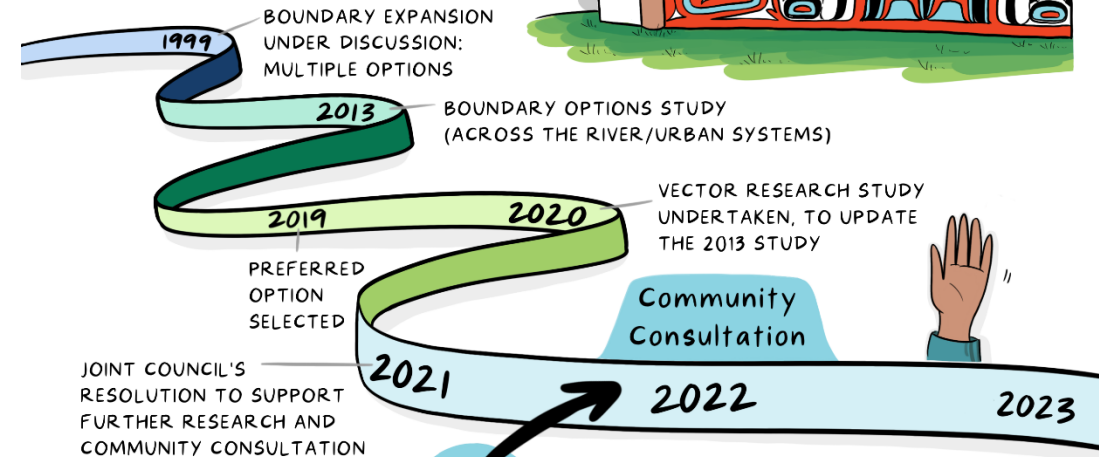 1999
BOUNDARY EXPANSION
UNDER DISCUSSION:
MULTIPLE OPTIONS
2013
BOUNDARY OPTIONS STUDY
(ACROSS THE RIVER/URBAN SYSTEMS)
2019
PREFERRED
OPTION
SELECTED
2020
VECTOR RESEARCH STUDY
UNDERTAKEN, TO UPDATE
THE 2013 STUDY
2021
JOINT COUNCIL'S
RESOLUTION TO SUPPORT
FURTHER RESEARCH AND
COMMUNITY CONSULTATION
Community
Consultation
2022
2023